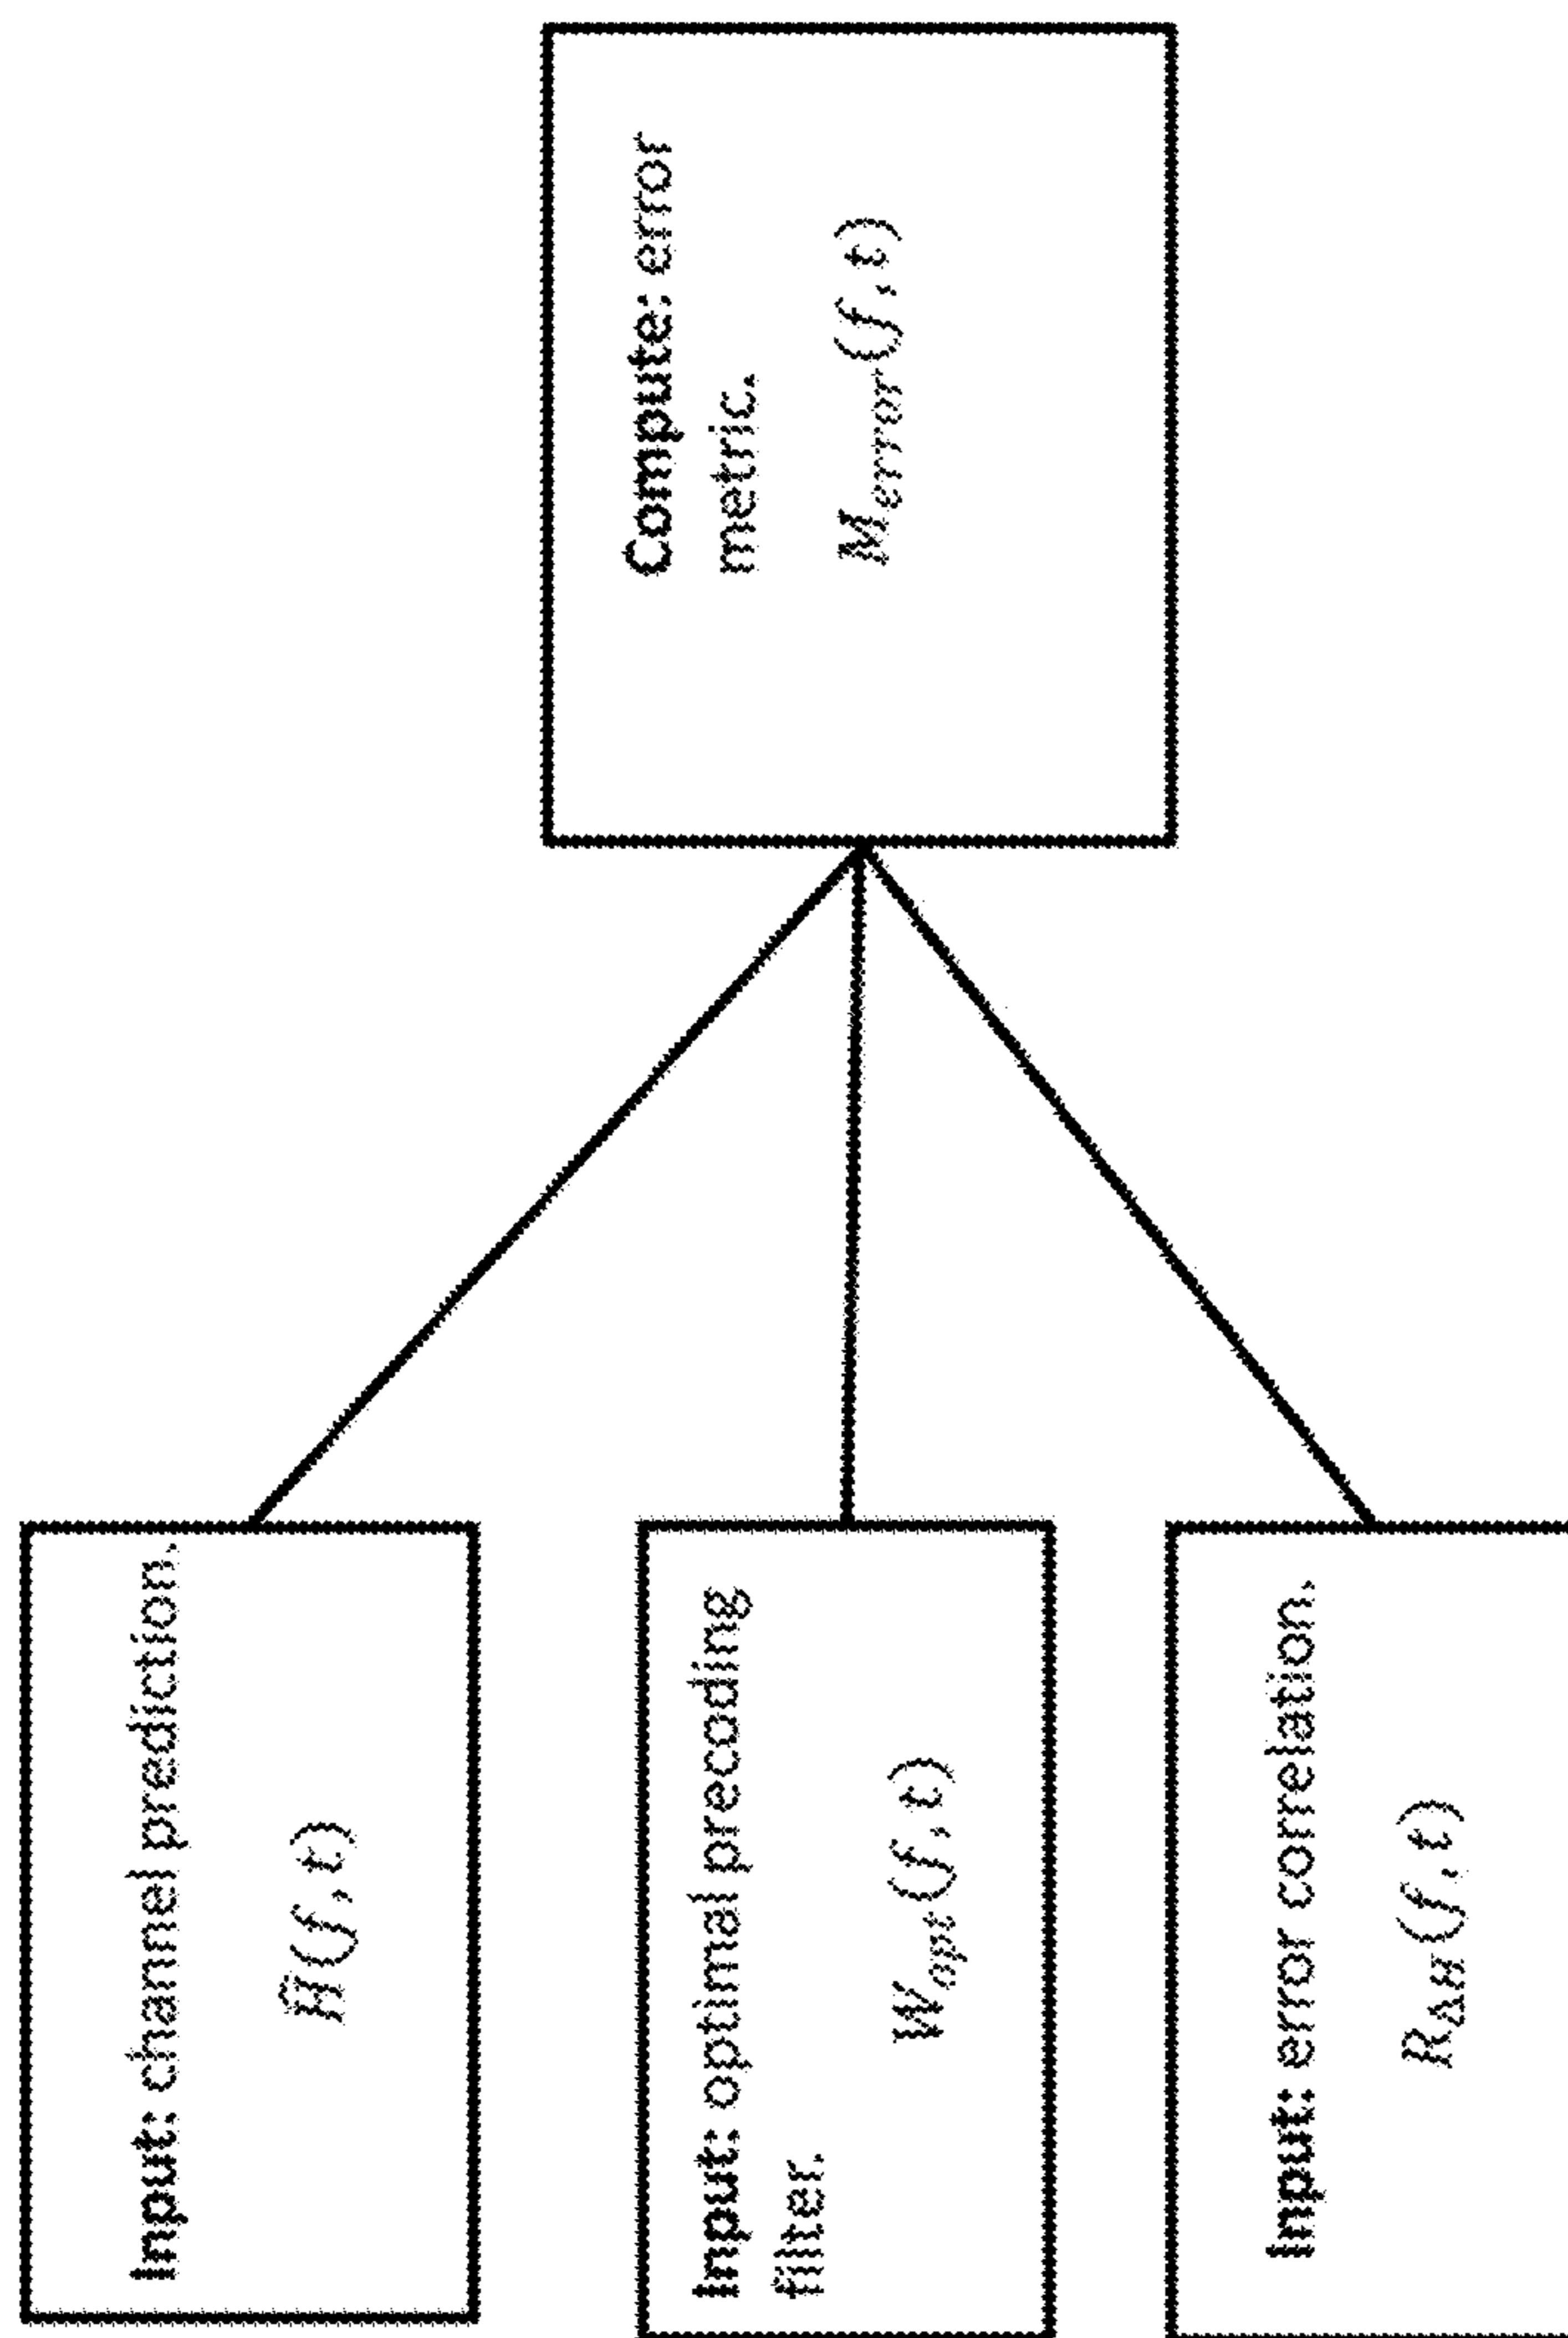 Input: channel prediction.
Ĥ(f,t)
Input: optimal precoding
filter.
W_opt(f,t)
Input: error correlation.
R_ΔH(f,t)
Compute: error
metric.
M_error(f,t)